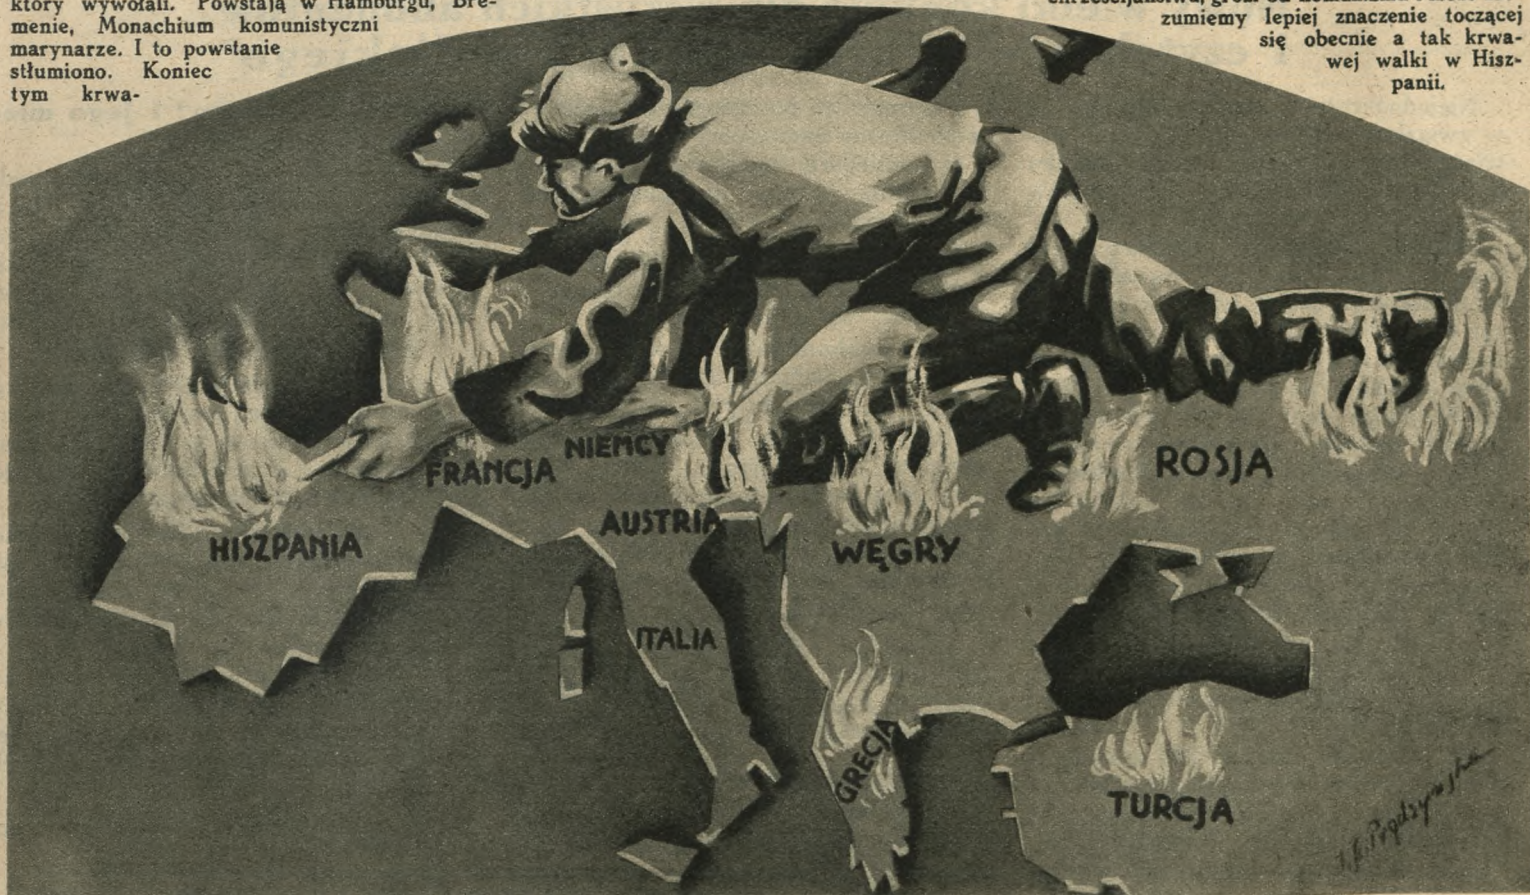 który wywołali. Powstają w Hamburgu, Bre-
menie, Monachium komunistyczni
marynarze. I to powstanie
stłumiono. Koniec
tym krwa-
zumiemy lepiej znaczenie toczącej
się obecnie a tak krwa-
wej walki w Hisz-
panii.
HISZPANIA
FRANCJA
NIEMCY
AUSTRIA
WĘGRY
ROSJA
ITALIA
GRECJA
TURCJA